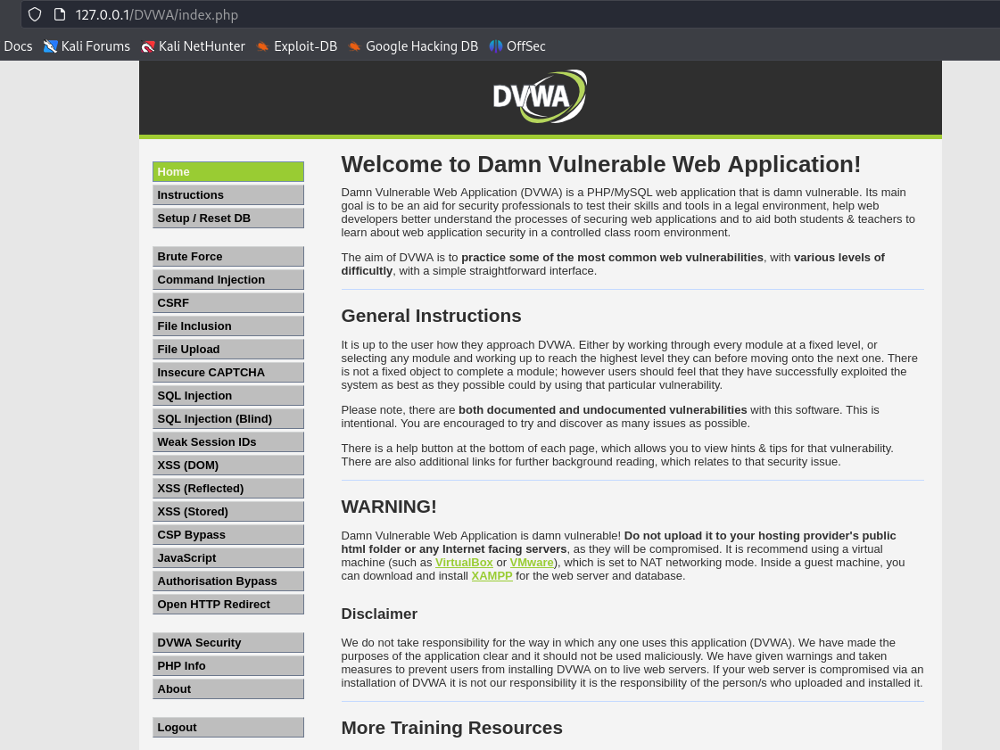 127.0.0.1/DVWA/index.php
Docs Kali Forums Kali NetHunter Exploit-DB Google Hacking DB OffSec
DVWA
Home
Instructions
Setup / Reset DB
Brute Force
Command Injection
CSRF
File Inclusion
File Upload
Insecure CAPTCHA
SQL Injection
SQL Injection (Blind)
Weak Session IDs
XSS (DOM)
XSS (Reflected)
XSS (Stored)
CSP Bypass
JavaScript
Authorisation Bypass
Open HTTP Redirect
DVWA Security
PHP Info
About
Logout
Welcome to Damn Vulnerable Web Application!
Damn Vulnerable Web Application (DVWA) is a PHP/MySQL web application that is damn vulnerable. Its main
goal is to be an aid for security professionals to test their skills and tools in a legal environment, help web
developers better understand the processes of securing web applications and to aid both students & teachers to
learn about web application security in a controlled class room environment.
The aim of DVWA is to practice some of the most common web vulnerabilities, with various levels of
difficultly, with a simple straightforward interface.
General Instructions
It is up to the user how they approach DVWA. Either by working through every module at a fixed level, or
selecting any module and working up to reach the highest level they can before moving onto the next one. There
is not a fixed object to complete a module; however users should feel that they have successfully exploited the
system as best as they possible could by using that particular vulnerability.
Please note, there are both documented and undocumented vulnerabilities with this software. This is
intentional. You are encouraged to try and discover as many issues as possible.
There is a help button at the bottom of each page, which allows you to view hints & tips for that vulnerability.
There are also additional links for further background reading, which relates to that security issue.
WARNING!
Damn Vulnerable Web Application is damn vulnerable! Do not upload it to your hosting provider's public
html folder or any Internet facing servers, as they will be compromised. It is recommend using a virtual
machine (such as VirtualBox or VMware), which is set to NAT networking mode. Inside a guest machine, you
can download and install XAMPP for the web server and database.
Disclaimer
We do not take responsibility for the way in which any one uses this application (DVWA). We have made the
purposes of the application clear and it should not be used maliciously. We have given warnings and taken
measures to prevent users from installing DVWA on to live web servers. If your web server is compromised via an
installation of DVWA it is not our responsibility it is the responsibility of the person/s who uploaded and installed it.
More Training Resources